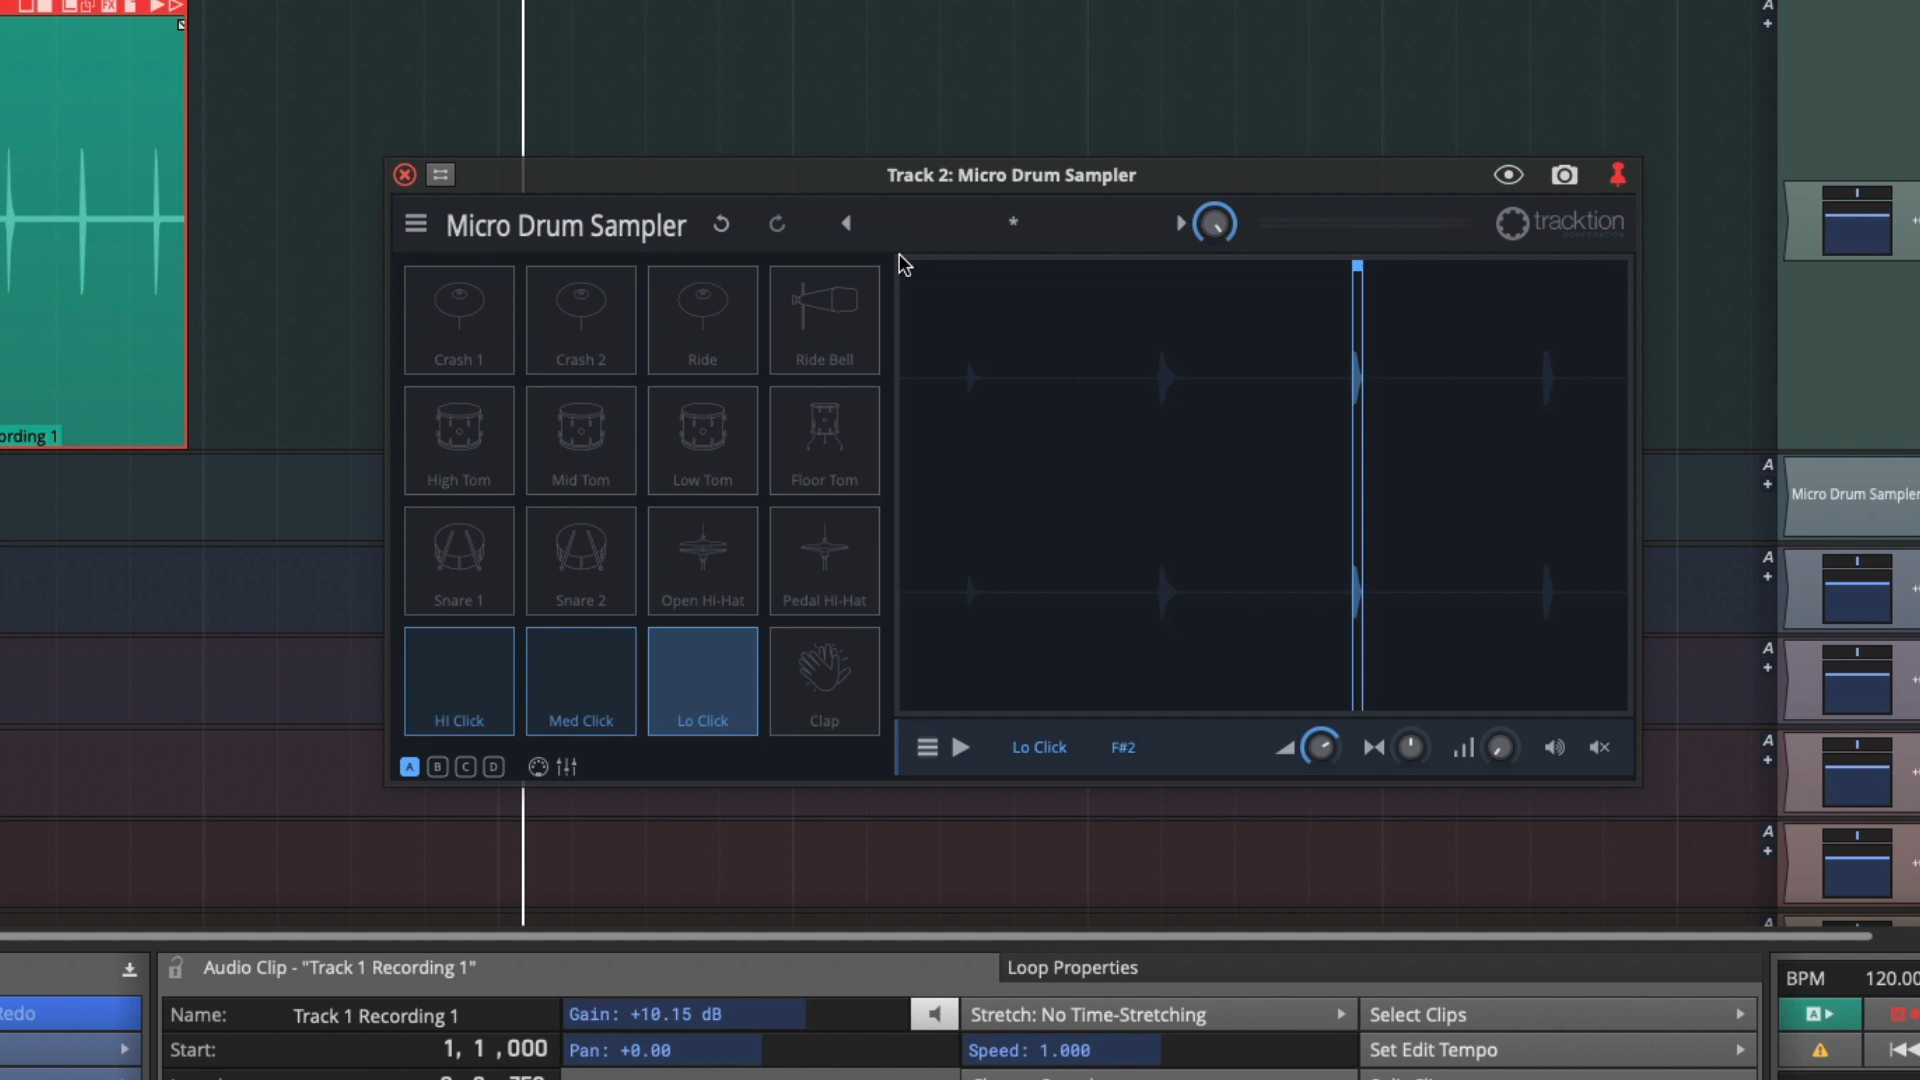 FX
A
+
Track 2: Micro Drum Sampler
Micro Drum Sampler
*
tracktion
CORPORATION
Crash 1
Crash 2
Ride
Ride Bell
ording 1
High Tom
Mid Tom
Low Tom
Floor Tom
A
+
Micro Drum Sampler
Snare 1
Snare 2
Open Hi-Hat
Pedal Hi-Hat
A
+
HI Click
Med Click
Lo Click
Clap
A
+
Lo Click
F#2
A
+
A
B
C
D
A
+
A
Audio Clip - "Track 1 Recording 1"
Loop Properties
BPM
120.00
Redo
Name:
Track 1 Recording 1
Gain: +10.15 dB
Stretch: No Time-Stretching
Select Clips
A
Start:
1, 1 ,000
Pan: +0.00
Speed: 1.000
Set Edit Tempo